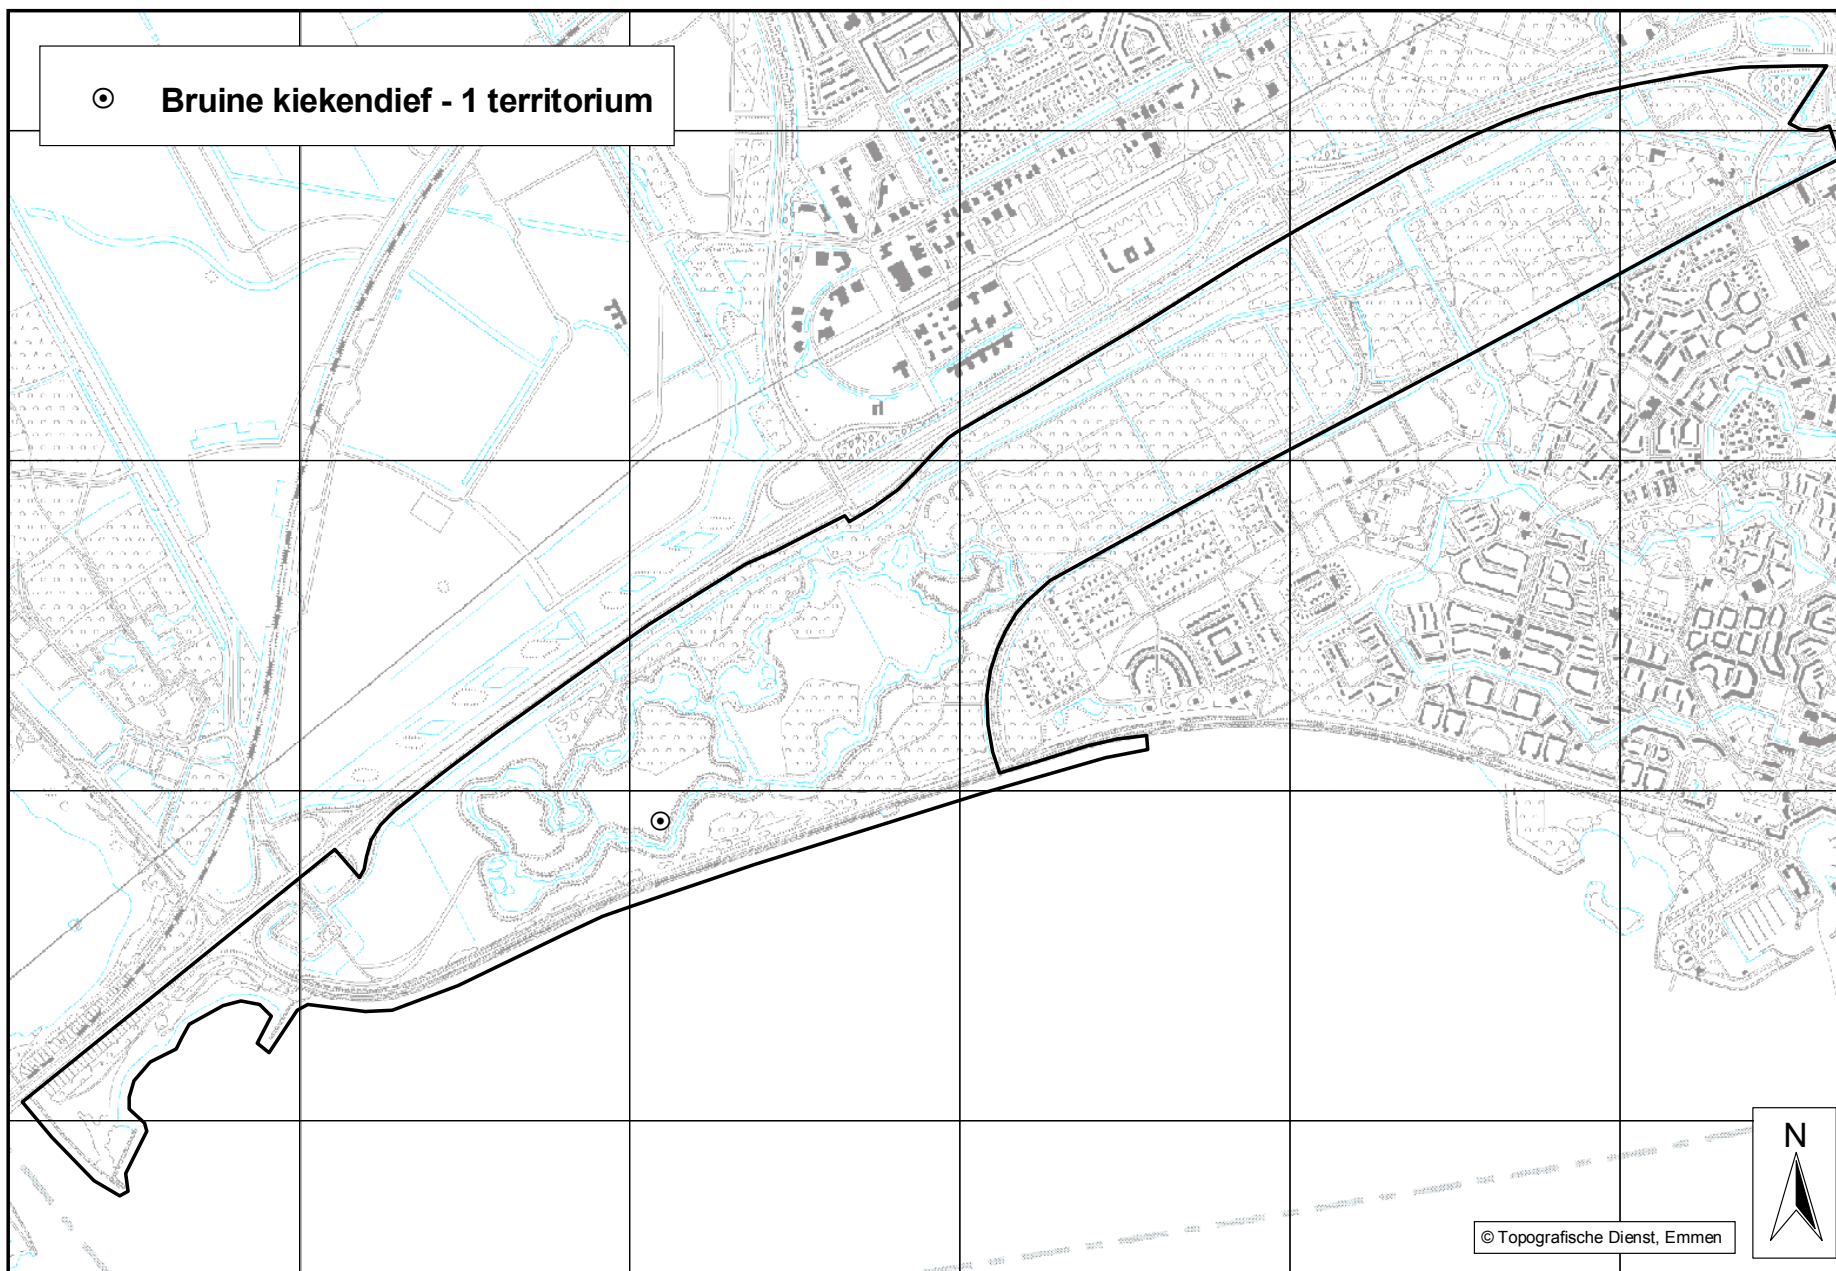 Bruine kiekendief - 1 territorium
N
© Topografische Dienst, Emmen